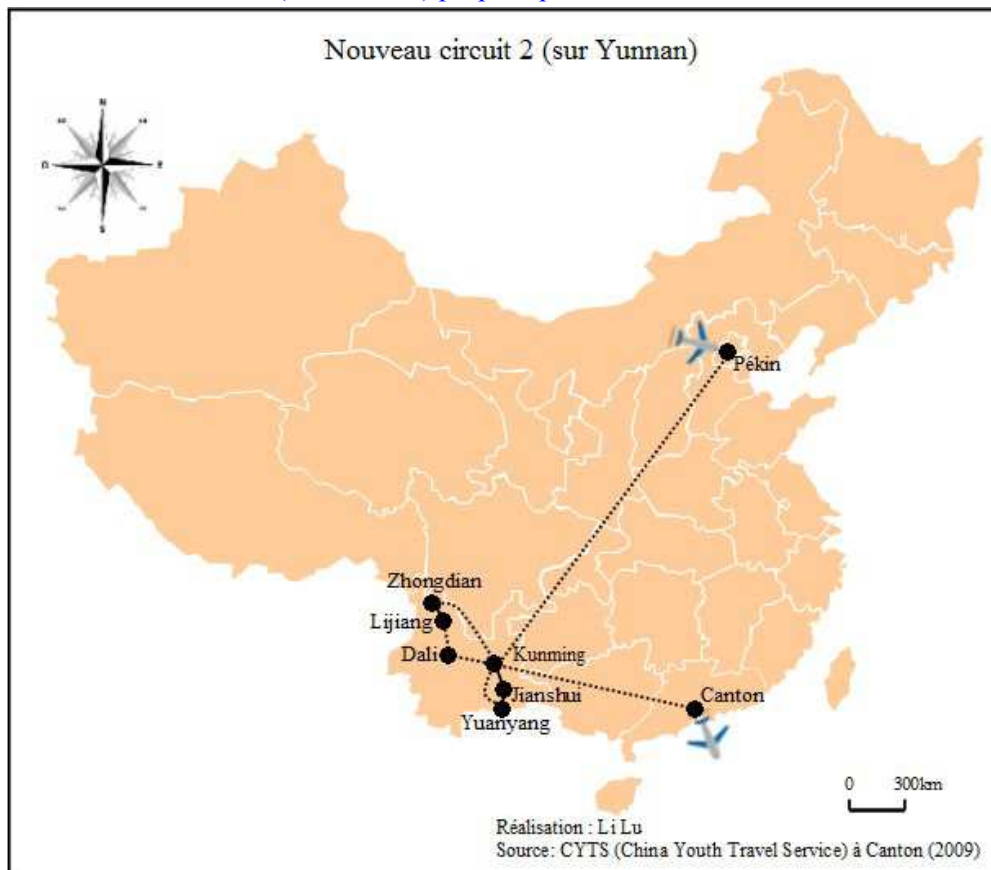 Nouveau circuit 2 (sur Yunnan)
N
O
E
S
Pékin
Zhongdian
Lijiang
Dali
Kunming
Jianshui
Canton
Yuanyang
0 300km
Réalisation : Li Lu
Source: CYTS (China Youth Travel Service) à Canton (2009)